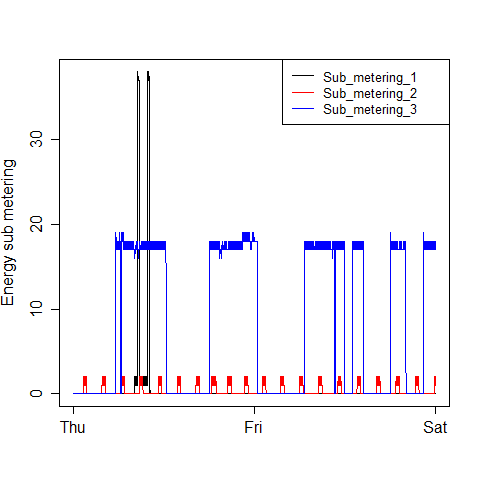 Sub_metering_1
Sub_metering_2
Sub_metering_3
Energy sub metering
30
20
10
0
Thu Fri Sat